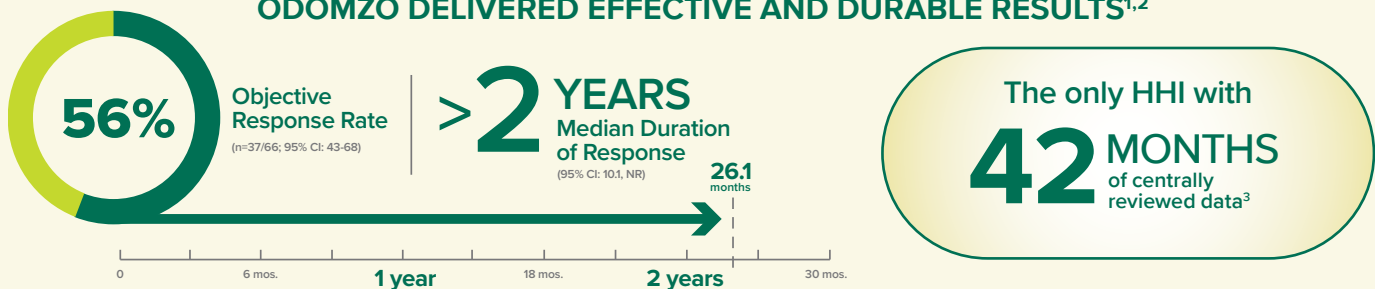 ODOMZO DELIVERED EFFECTIVE AND DURABLE RESULTS1,2
56%
Objective
Response Rate
(n=37/66; 95% CI: 43-68)
>2 YEARS
Median Duration
of Response
(95% CI: 10.1, NR)
26.1
months
0
6 mos.
1 year
18 mos.
2 years
30 mos.
The only HHI with
42 MONTHS
of centrally
reviewed data3